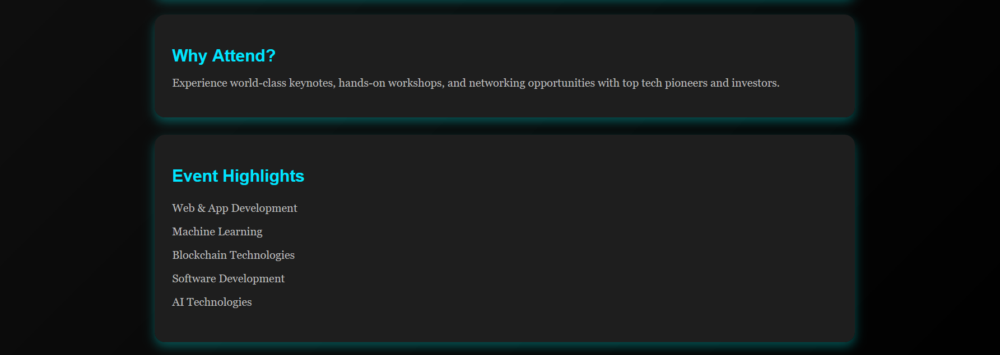 Why Attend?
Experience world-class keynotes, hands-on workshops, and networking opportunities with top tech pioneers and investors.
Event Highlights
Web & App Development
Machine Learning
Blockchain Technologies
Software Development
AI Technologies